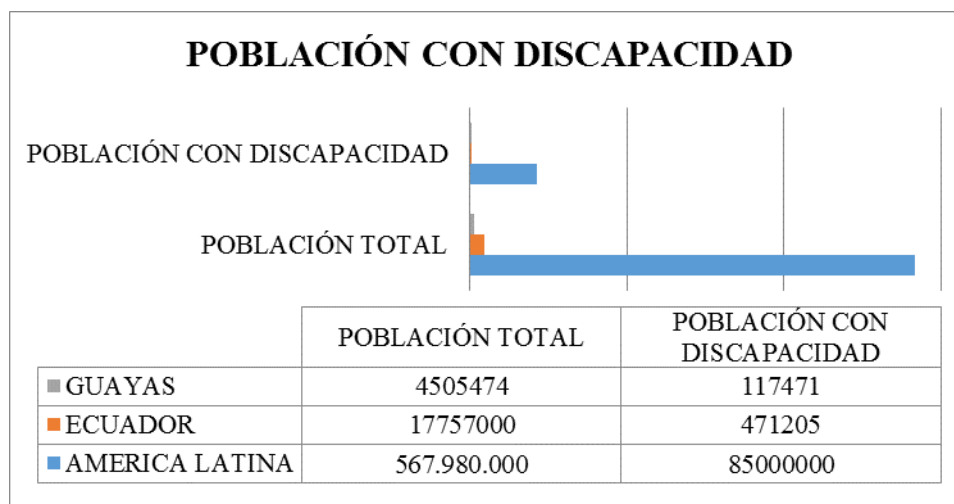 POBLACIÓN CON DISCAPACIDAD
POBLACIÓN CON DISCAPACIDAD
POBLACIÓN TOTAL
POBLACIÓN TOTAL
POBLACIÓN CON
DISCAPACIDAD
GUAYAS 4505474 117471
ECUADOR 17757000 471205
AMERICA LATINA 567.980.000 85000000